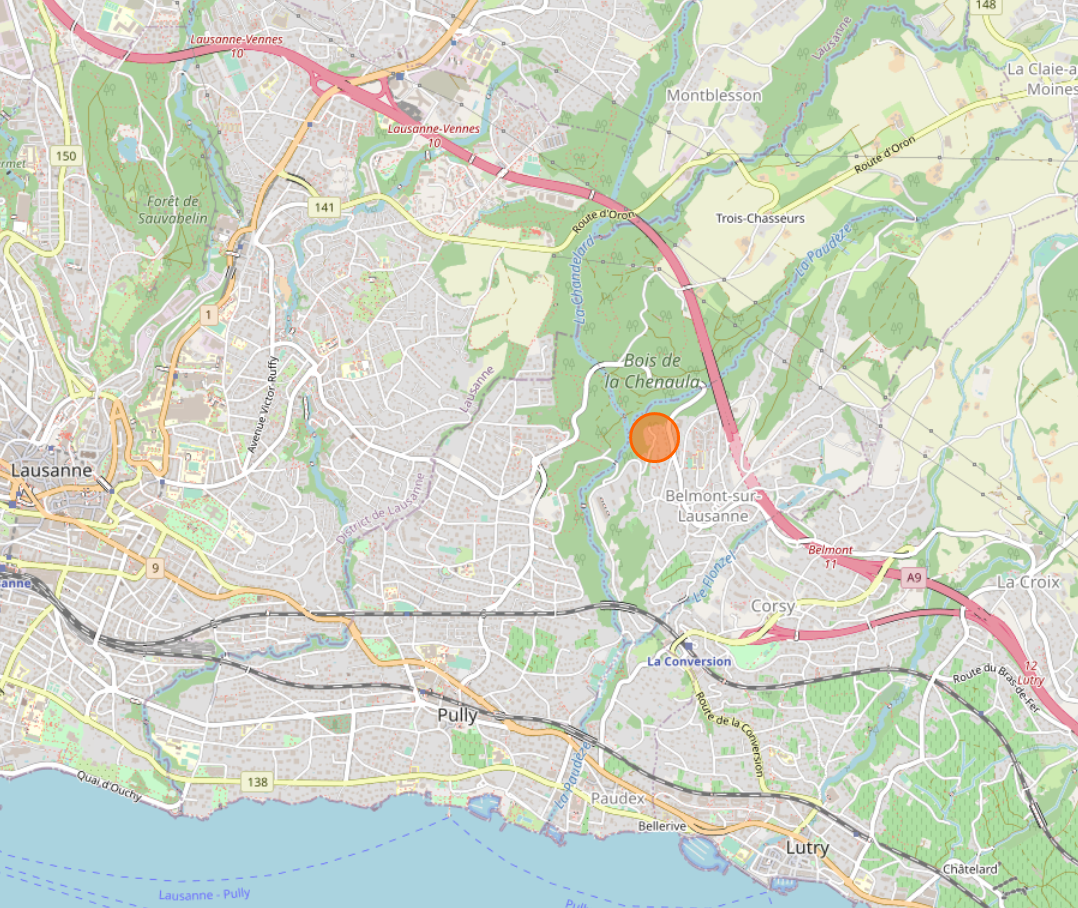 148
Lausanne-Vennes
10
Lausanne
La Claie-a
Moines
Montblesson
Lausanne-Vennes
10
150
Route d'Oron
Forêt de
Sauvabelin
141
Route d'Oron
Trois-Chasseurs
La Chandelard
La Paudèze
1
Avenue Victor-Ruffy
Lausanne
Bois de
la Chenaula
Lausanne
District de Lausanne
Belmont-sur-
Lausanne
9
Belmont
11
A9
Le Flonzel
La Croix
Corsy
La Conversion
12
Lutry
Route du Bras-de-Fer
Route de la Conversion
Pully
138
Quai d'Ouchy
La Paudèze
Paudex
Bellerive
Lutry
Châtelard
Lausanne - Pully